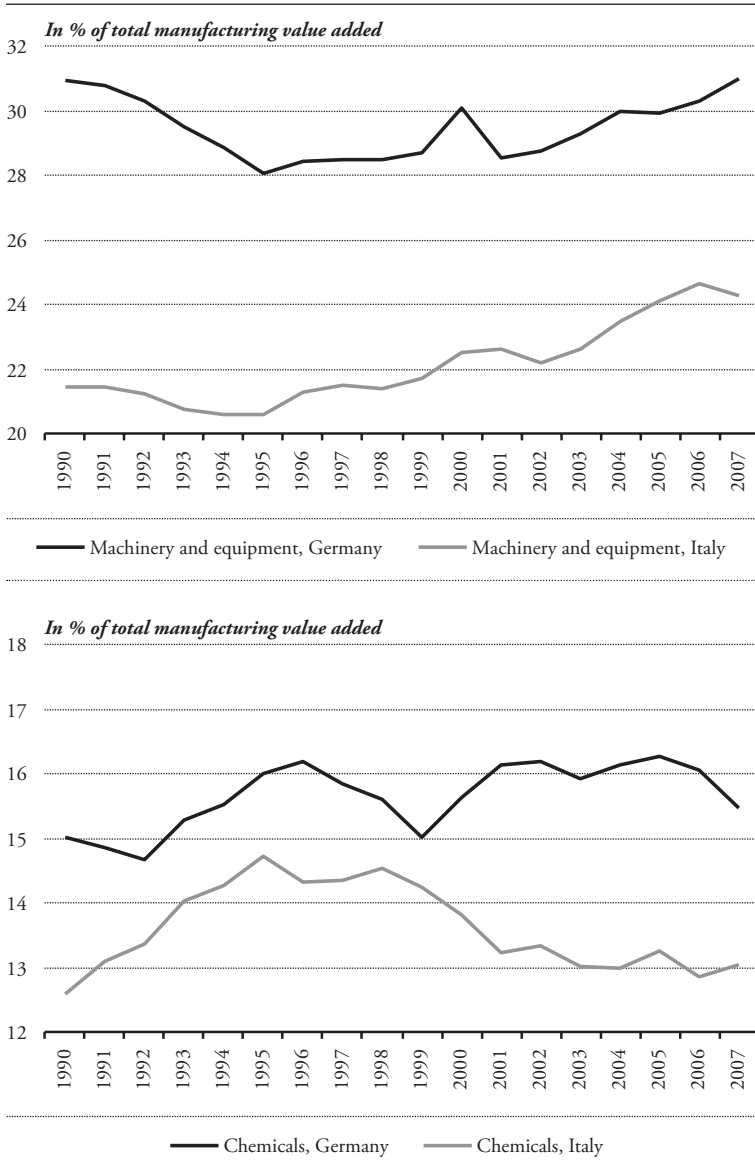 In % of total manufacturing value added
32
30
28
26
24
22
20
1990 1991 1992 1993 1994 1995 1996 1997 1998 1999 2000 2001 2002 2003 2004 2005 2006 2007
Machinery and equipment, Germany Machinery and equipment, Italy
In % of total manufacturing value added
18
17
16
15
14
13
12
1990 1991 1992 1993 1994 1995 1996 1997 1998 1999 2000 2001 2002 2003 2004 2005 2006 2007
Chemicals, Germany Chemicals, Italy